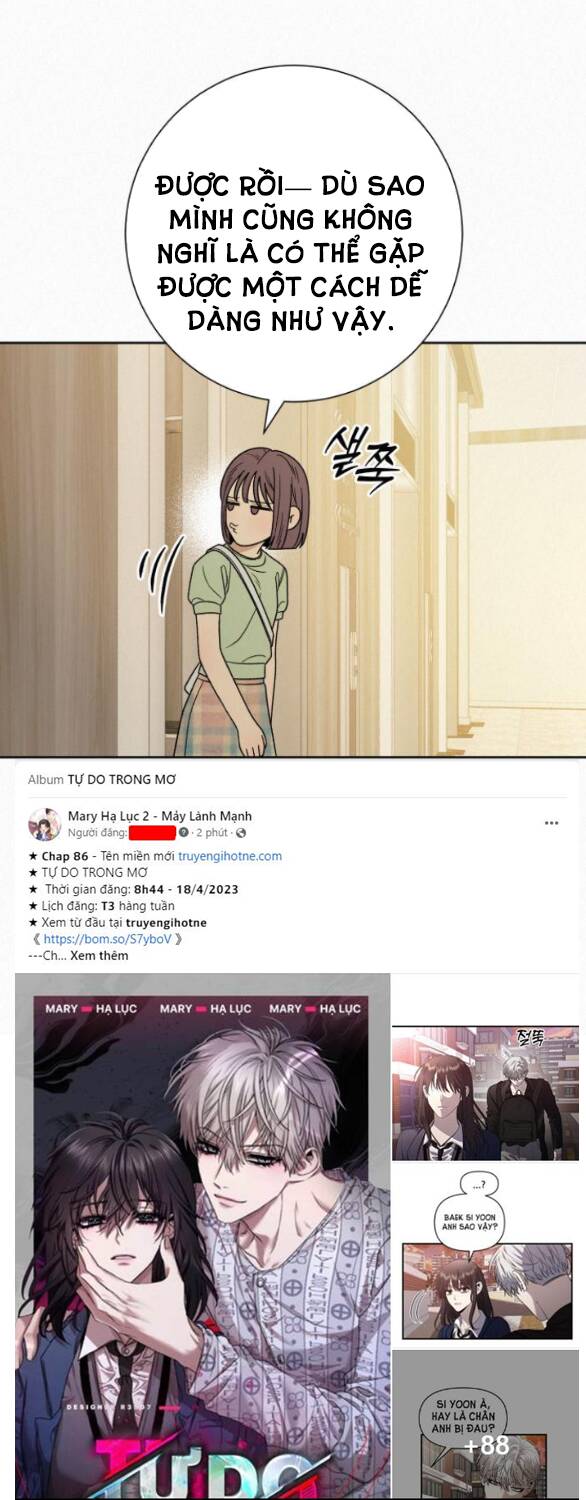 ĐƯỢC RỒI— DÙ SAO
MÌNH CŨNG KHÔNG
NGHĨ LÀ CÓ THỂ GẶP
ĐƯỢC MỘT CÁCH DỄ
DÀNG NHƯ VẬY.
샐쭉
Album TỰ DO TRONG MƠ
Mary Hạ Lục 2 - Mảy Lành Mạnh
Người đăng: · 2 phút ·
★ Chap 86 - Tên miền mới truyengihotne.com
★ TỰ DO TRONG MƠ
★ Thời gian đăng: 8h44 - 18/4/2023
★ Lịch đăng: T3 hàng tuần
★ Xem từ đầu tại truyengihotne
《 https://bom.so/S7yboV 》
---Ch... Xem thêm
MARY HẠ LỤC MARY HẠ LỤC MARY HẠ LỤC
TỰ DO
절뚝
...?
BAEK SI YOON
ANH SAO VẬY?
SI YOON À,
HAY LÀ CHÂN
ANH BỊ ĐAU?
+88